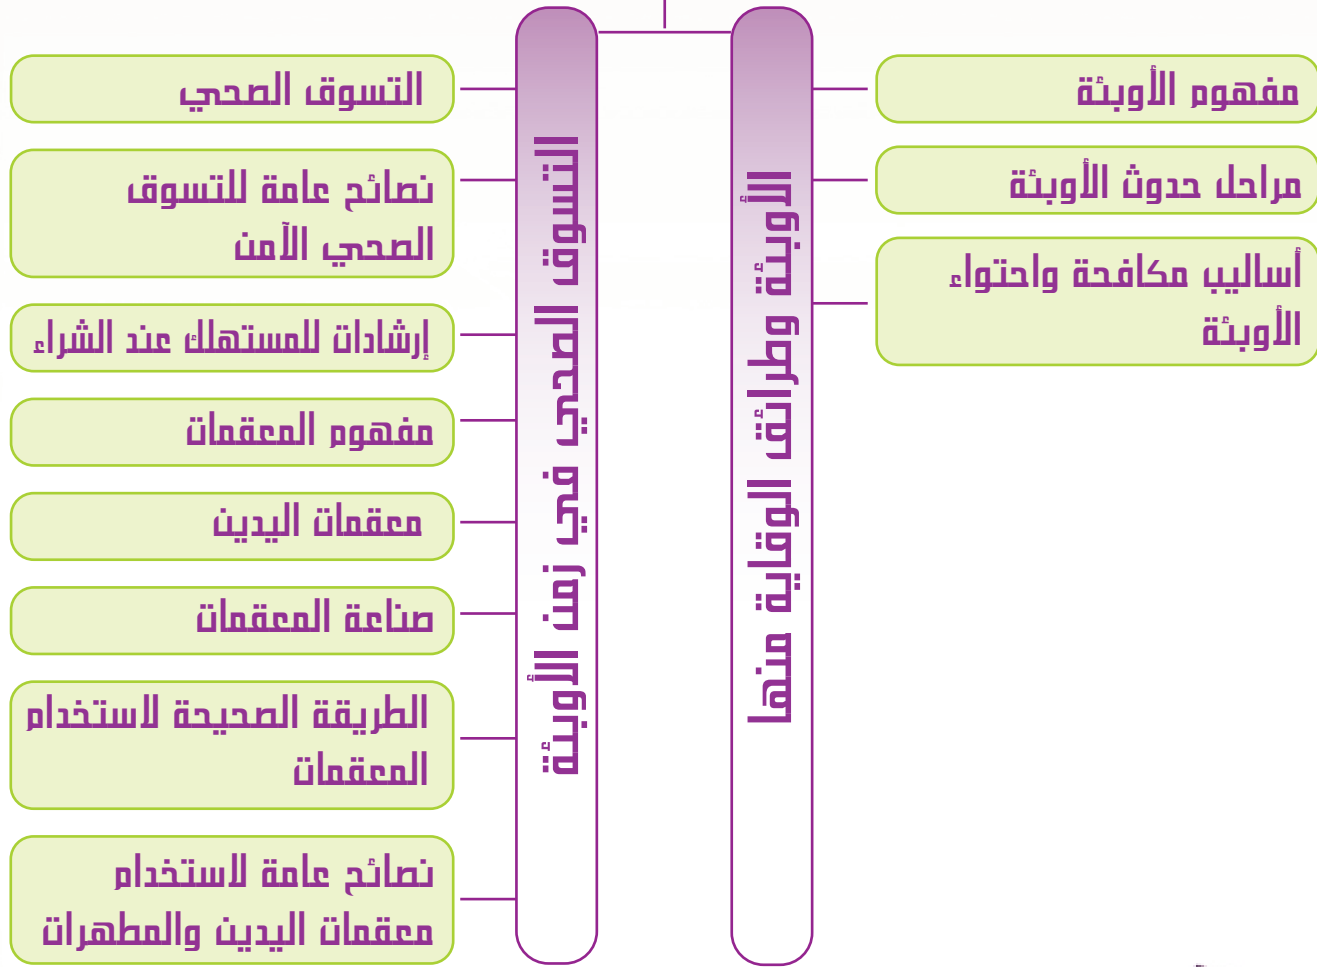 الأوبئة وطرائق الوقاية منها
مفهوم الأوبئة
مراحل حدوث الأوبئة
أساليب مكافحة واحتواء
الأوبئة
التسوق الصحي في زمن الأوبئة
التسوق الصحي
نصائح عامة للتسوق
الصحي الآمن
إرشادات للمستهلك عند الشراء
مفهوم المعقمات
معقمات اليدين
صناعة المعقمات
الطريقة الصحيحة لاستخدام
المعقمات
نصائح عامة لاستخدام
معقمات اليدين والمطهرات